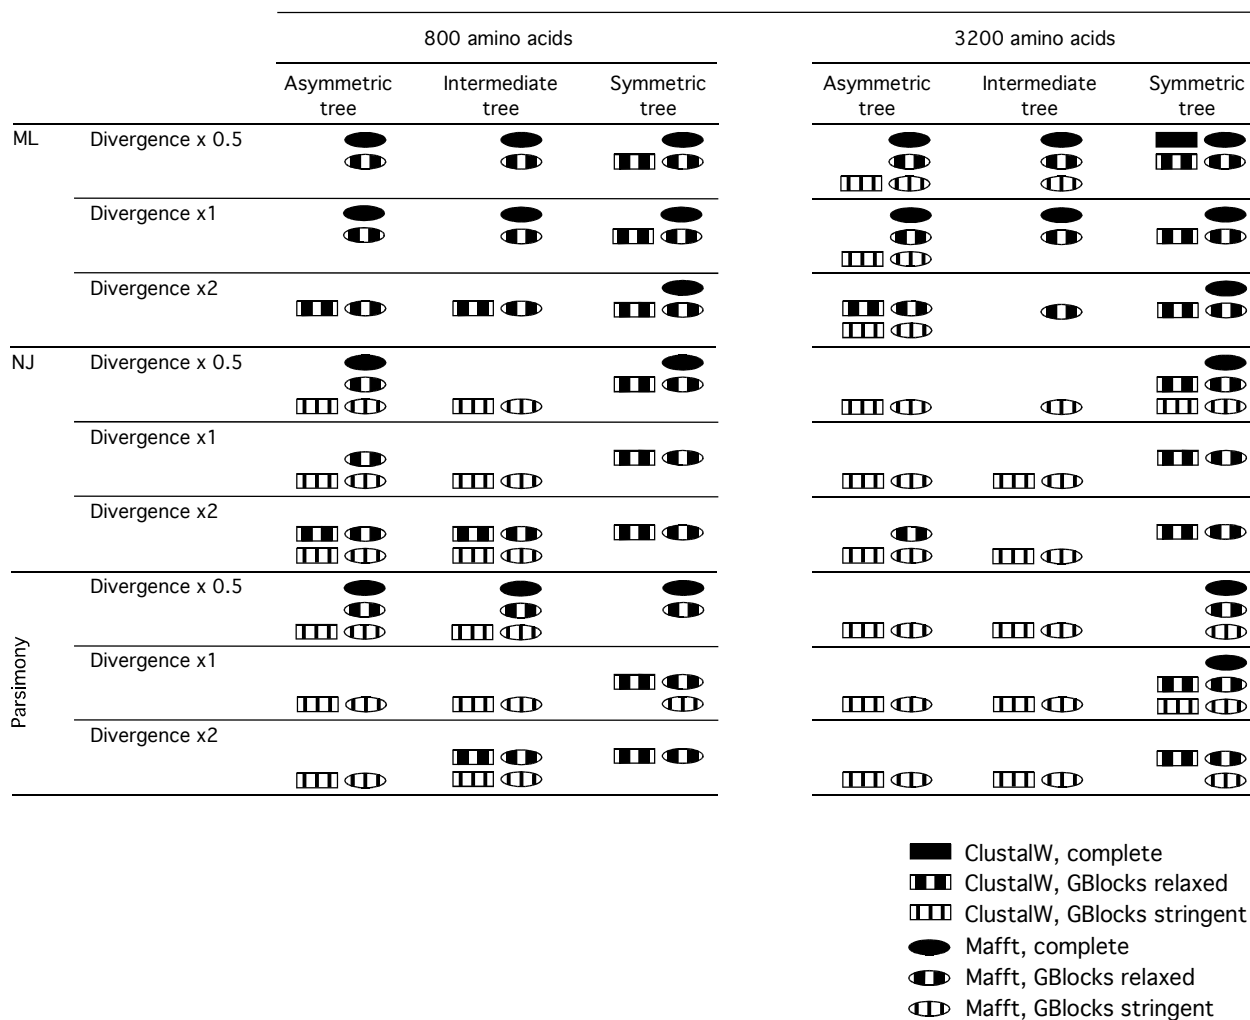 800 amino acids 3200 amino acids
Asymmetric tree Intermediate tree Symmetric tree Asymmetric tree Intermediate tree Symmetric tree
ML Divergence x 0.5
Divergence x1
Divergence x2
NJ Divergence x 0.5
Divergence x1
Divergence x2
Parsimony Divergence x 0.5
Divergence x1
Divergence x2
ClustalW, complete
ClustalW, GBlocks relaxed
ClustalW, GBlocks stringent
Mafft, complete
Mafft, GBlocks relaxed
Mafft, GBlocks stringent